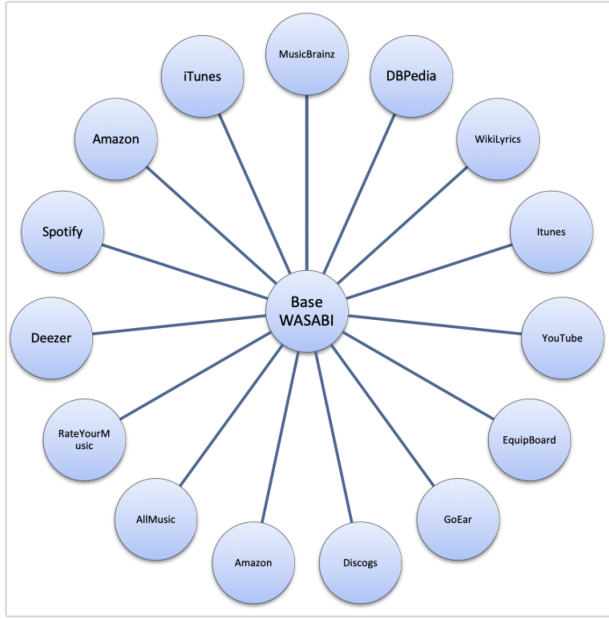 MusicBrainz
DBPedia
WikiLyrics
Itunes
YouTube
EquipBoard
GoEar
Discogs
Amazon
AllMusic
RateYourM
usic
Deezer
Spotify
Amazon
iTunes
Base
WASABI